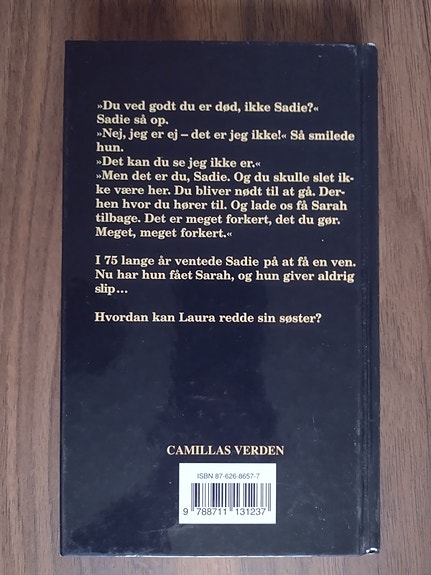 »Du ved godt du er død, ikke Sadie?«
Sadie så op.
»Nej, jeg er ej – det er jeg ikke!« Så smilede
hun.
»Det kan du se jeg ikke er.«
»Men det er du, Sadie. Og du skulle slet ik-
ke være her. Du bliver nødt til at gå. Der-
hen hvor du hører til. Og lade os få Sarah
tilbage. Det er meget forkert, det du gør.
Meget, meget forkert.«
I 75 lange år ventede Sadie på at få en ven.
Nu har hun fået Sarah, og hun giver aldrig
slip...
Hvordan kan Laura redde sin søster?
CAMILLAS VERDEN
ISBN 87-626-8657-7
9 788711 131237